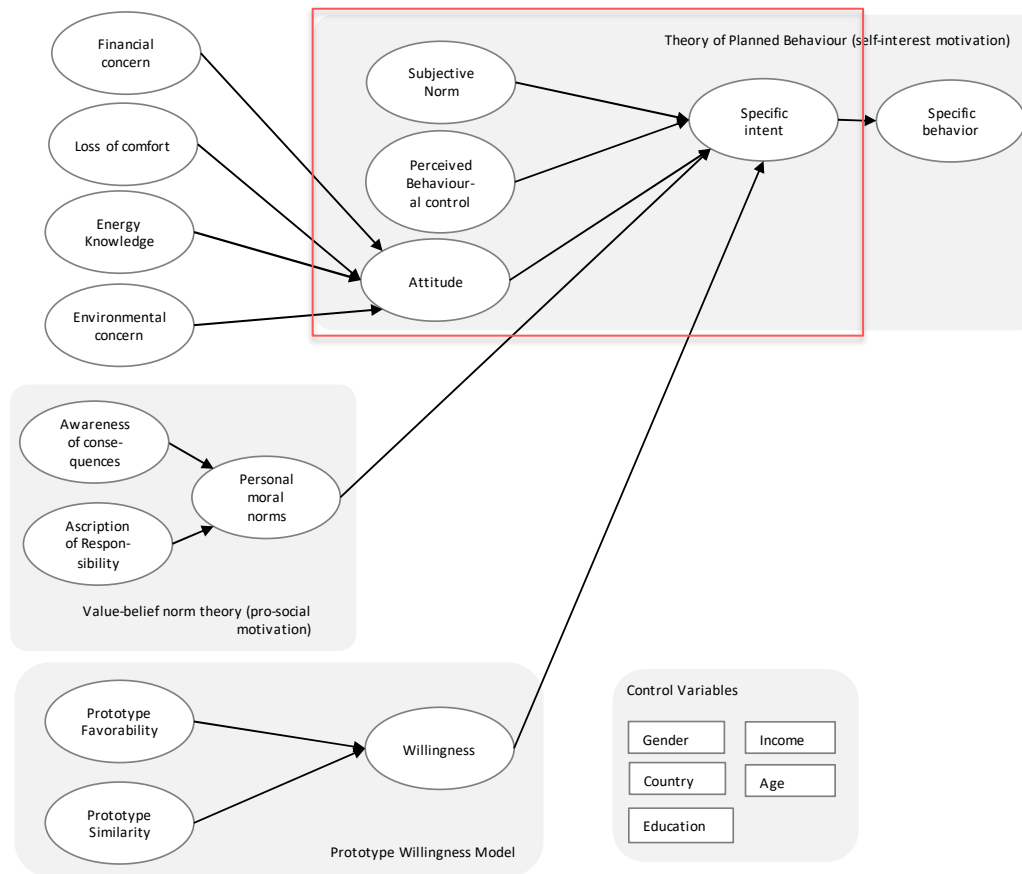 Financial
concern
Loss of comfort
Energy
Knowledge
Environmental
concern
Theory of Planned Behaviour (self-interest motivation)
Subjective
Norm
Perceived
Behaviour-
al control
Attitude
Specific
intent
Specific
behavior
Awareness
of conse-
quences
Ascription
of Respon-
sibility
Personal
moral
norms
Value-belief norm theory (pro-social
motivation)
Prototype
Favorability
Prototype
Similarity
Willingness
Prototype Willingness Model
Control Variables
Gender
Income
Country
Age
Education